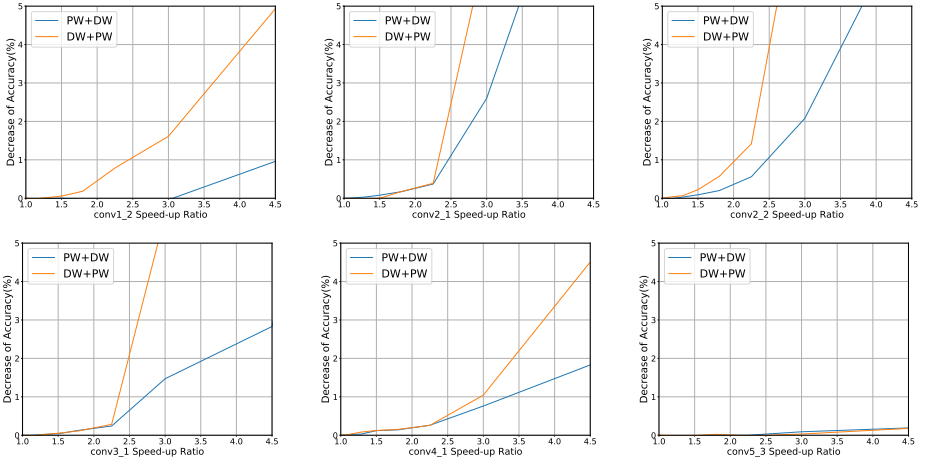 PW+DW
DW+PW
Decrease of Accuracy(%)
5
4
3
2
1
0
1.0 1.5 2.0 2.5 3.0 3.5 4.0 4.5
conv1_2 Speed-up Ratio
PW+DW
DW+PW
Decrease of Accuracy(%)
5
4
3
2
1
0
1.0 1.5 2.0 2.5 3.0 3.5 4.0 4.5
conv2_1 Speed-up Ratio
PW+DW
DW+PW
Decrease of Accuracy(%)
5
4
3
2
1
0
1.0 1.5 2.0 2.5 3.0 3.5 4.0 4.5
conv2_2 Speed-up Ratio
PW+DW
DW+PW
Decrease of Accuracy(%)
5
4
3
2
1
0
1.0 1.5 2.0 2.5 3.0 3.5 4.0 4.5
conv3_1 Speed-up Ratio
PW+DW
DW+PW
Decrease of Accuracy(%)
5
4
3
2
1
0
1.0 1.5 2.0 2.5 3.0 3.5 4.0 4.5
conv4_1 Speed-up Ratio
PW+DW
DW+PW
Decrease of Accuracy(%)
5
4
3
2
1
0
1.0 1.5 2.0 2.5 3.0 3.5 4.0 4.5
conv5_3 Speed-up Ratio